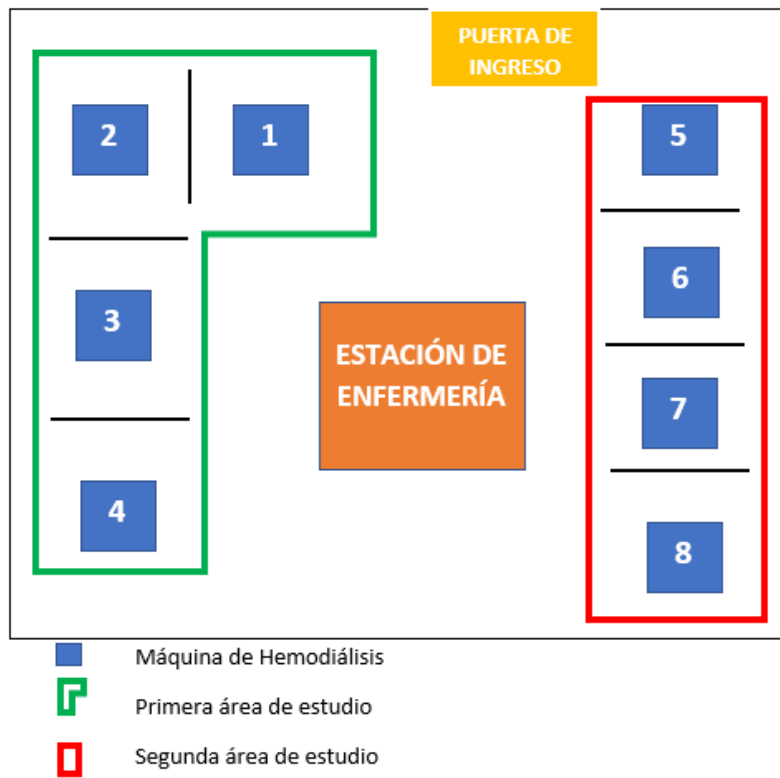 PUERTA DE
INGRESO
2
1
5
6
3
ESTACIÓN DE
ENFERMERÍA
7
4
8
Máquina de Hemodiálisis
Primera área de estudio
Segunda área de estudio